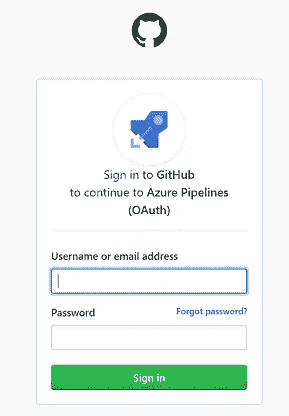 Sign in to GitHub
to continue to Azure Pipelines
(OAuth)
Username or email address
Password Forgot password?
Sign in